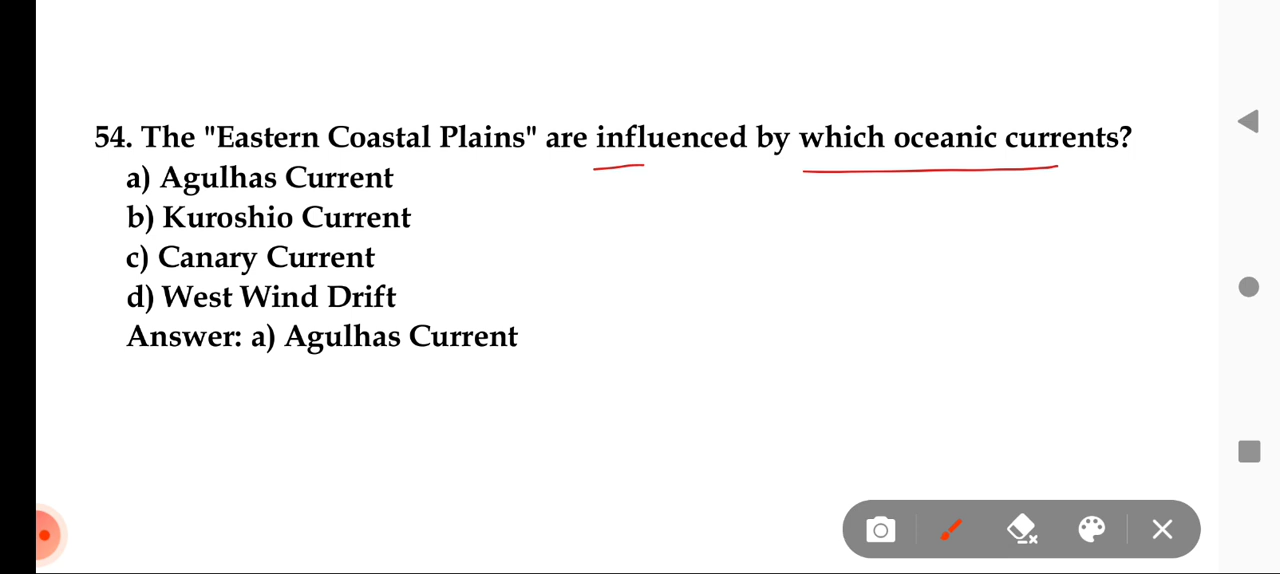 54. The "Eastern Coastal Plains" are influenced by which oceanic currents?
a) Agulhas Current
b) Kuroshio Current
c) Canary Current
d) West Wind Drift
Answer: a) Agulhas Current